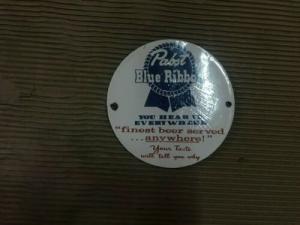 Pabst
Blue Ribbon
YOU HEAR IT
EVERYWHERE
"finest beer served
...anywhere!"
Your Taste
will tell you why